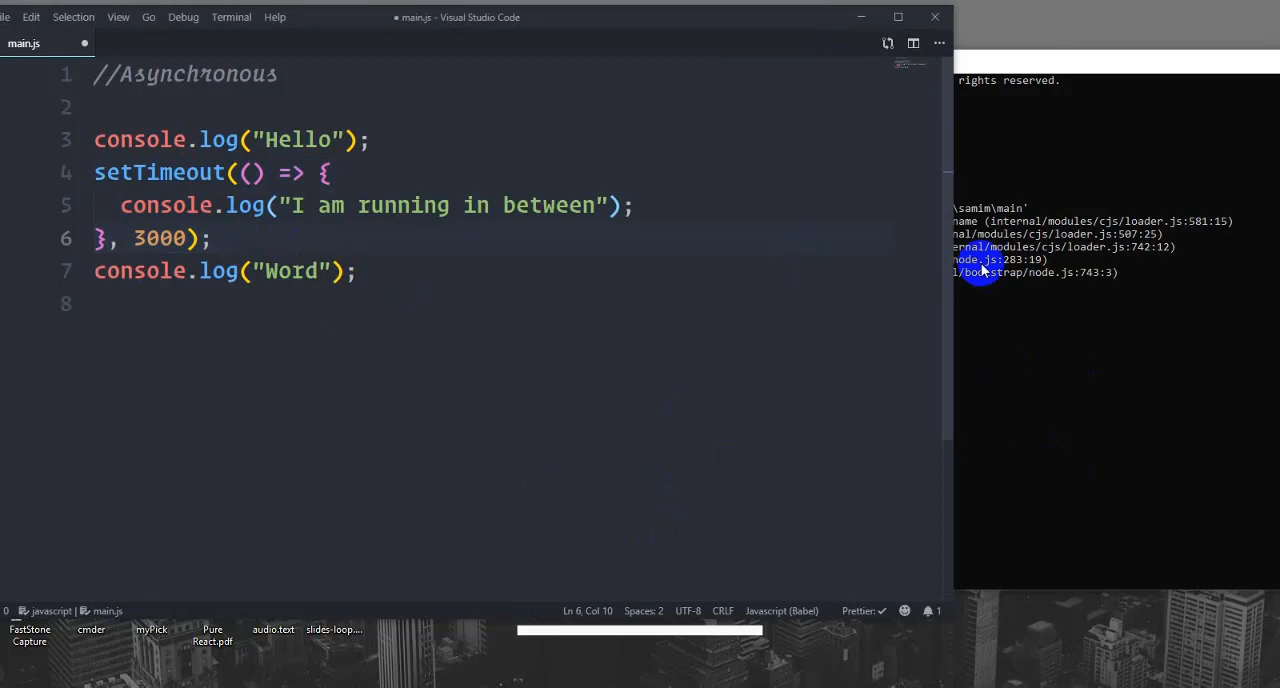 ile Edit Selection View Go Debug Terminal Help
● main.js - Visual Studio Code
main.js
1 //Asynchronous
2
3 console.log("Hello");
4 setTimeout(() => {
5 console.log("I am running in between");
6 }, 3000);
7 console.log("Word");
8
rights reserved.
\samim\main'
name (internal/modules/cjs/loader.js:581:15)
nal/modules/cjs/loader.js:507:25)
ernal/modules/cjs/loader.js:742:12)
node.js:283:19)
l/bootstrap/node.js:743:3)
0 javascript | main.js
Ln 6, Col 10 Spaces: 2 UTF-8 CRLF Javascript (Babel) Prettier: ✓ 1
FastStone Capture
cmder
myPick
Pure React.pdf
audio.text
slides-loop....